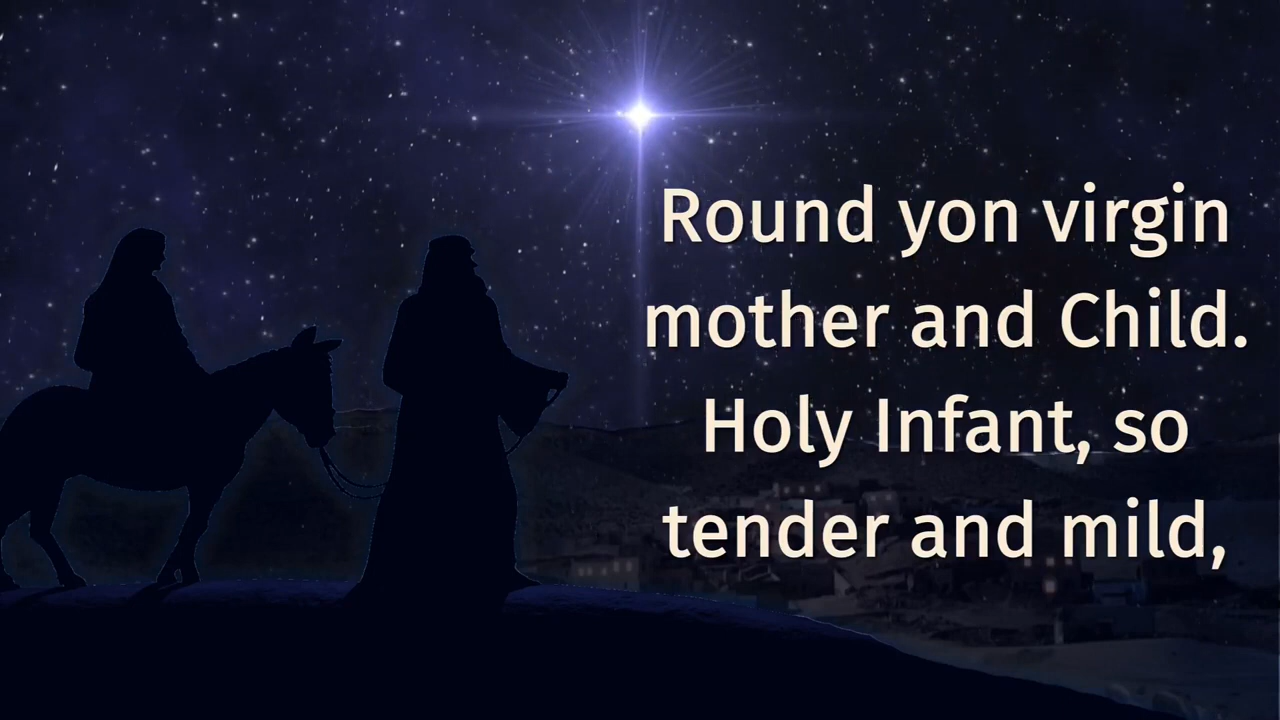 Round yon virgin
mother and Child.
Holy Infant, so
tender and mild,